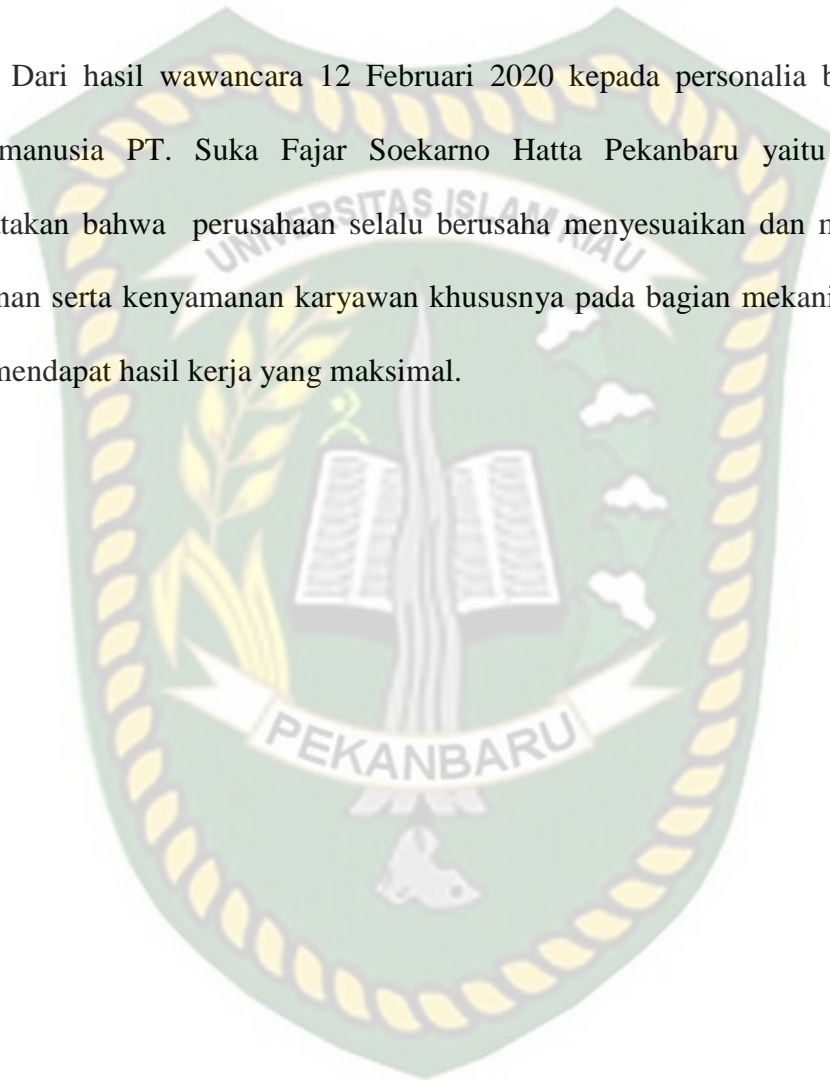 Dari hasil wawancara 12 Februari 2020 kepada personalia b
manusia PT. Suka Fajar Soekarno Hatta Pekanbaru yaitu
takan bahwa perusahaan selalu berusaha menyesuaikan dan m
nan serta kenyamanan karyawan khususnya pada bagian mekani
mendapat hasil kerja yang maksimal.
UNIVERSITAS ISLAM RIAU
PEKANBARU